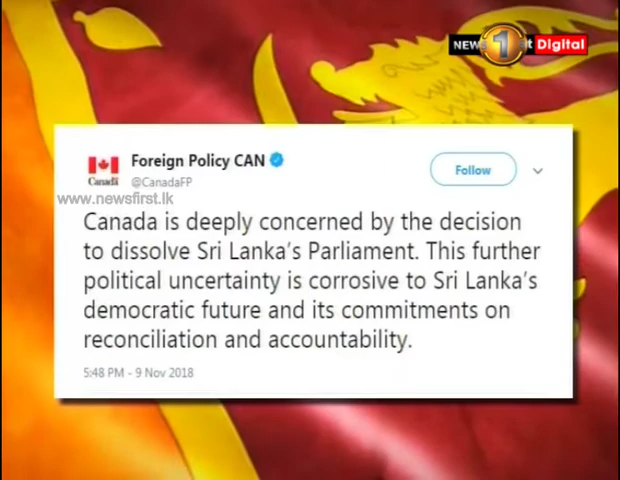 NEWS 1st Digital
Foreign Policy CAN
Follow
Canada
@CanadaFP
www.newsfirst.lk
Canada is deeply concerned by the decision
to dissolve Sri Lanka's Parliament. This further
political uncertainty is corrosive to Sri Lanka's
democratic future and its commitments on
reconciliation and accountability.
5:48 PM - 9 Nov 2018